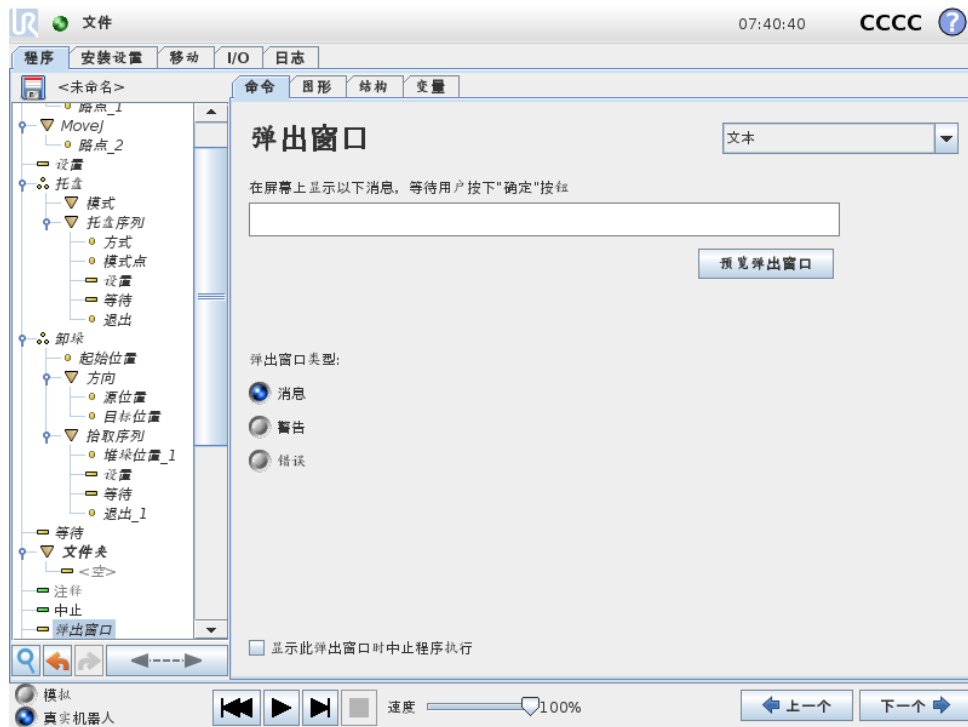 UR 文件 07:40:40 CCCC ?
程序 安装设置 移动 I/O 日志
<未命名> 命令 图形 结构 变量
路点_1
MoveJ
路点_2
设置
托盒
模式
托盒序列
方式
模式点
设置
等待
退出
卸垛
起始位置
方向
源位置
目标位置
拾取序列
堆垛位置_1
设置
等待
退出_1
等待
文件夹
<空>
注释
中止
弹出窗口
弹出窗口 文本
在屏幕上显示以下消息，等待用户按下"确定"按钮
预览弹出窗口
弹出窗口类型:
消息
警告
错误
显示此弹出窗口时中止程序执行
模拟
真实机器人
速度 100% 上一个 下一个